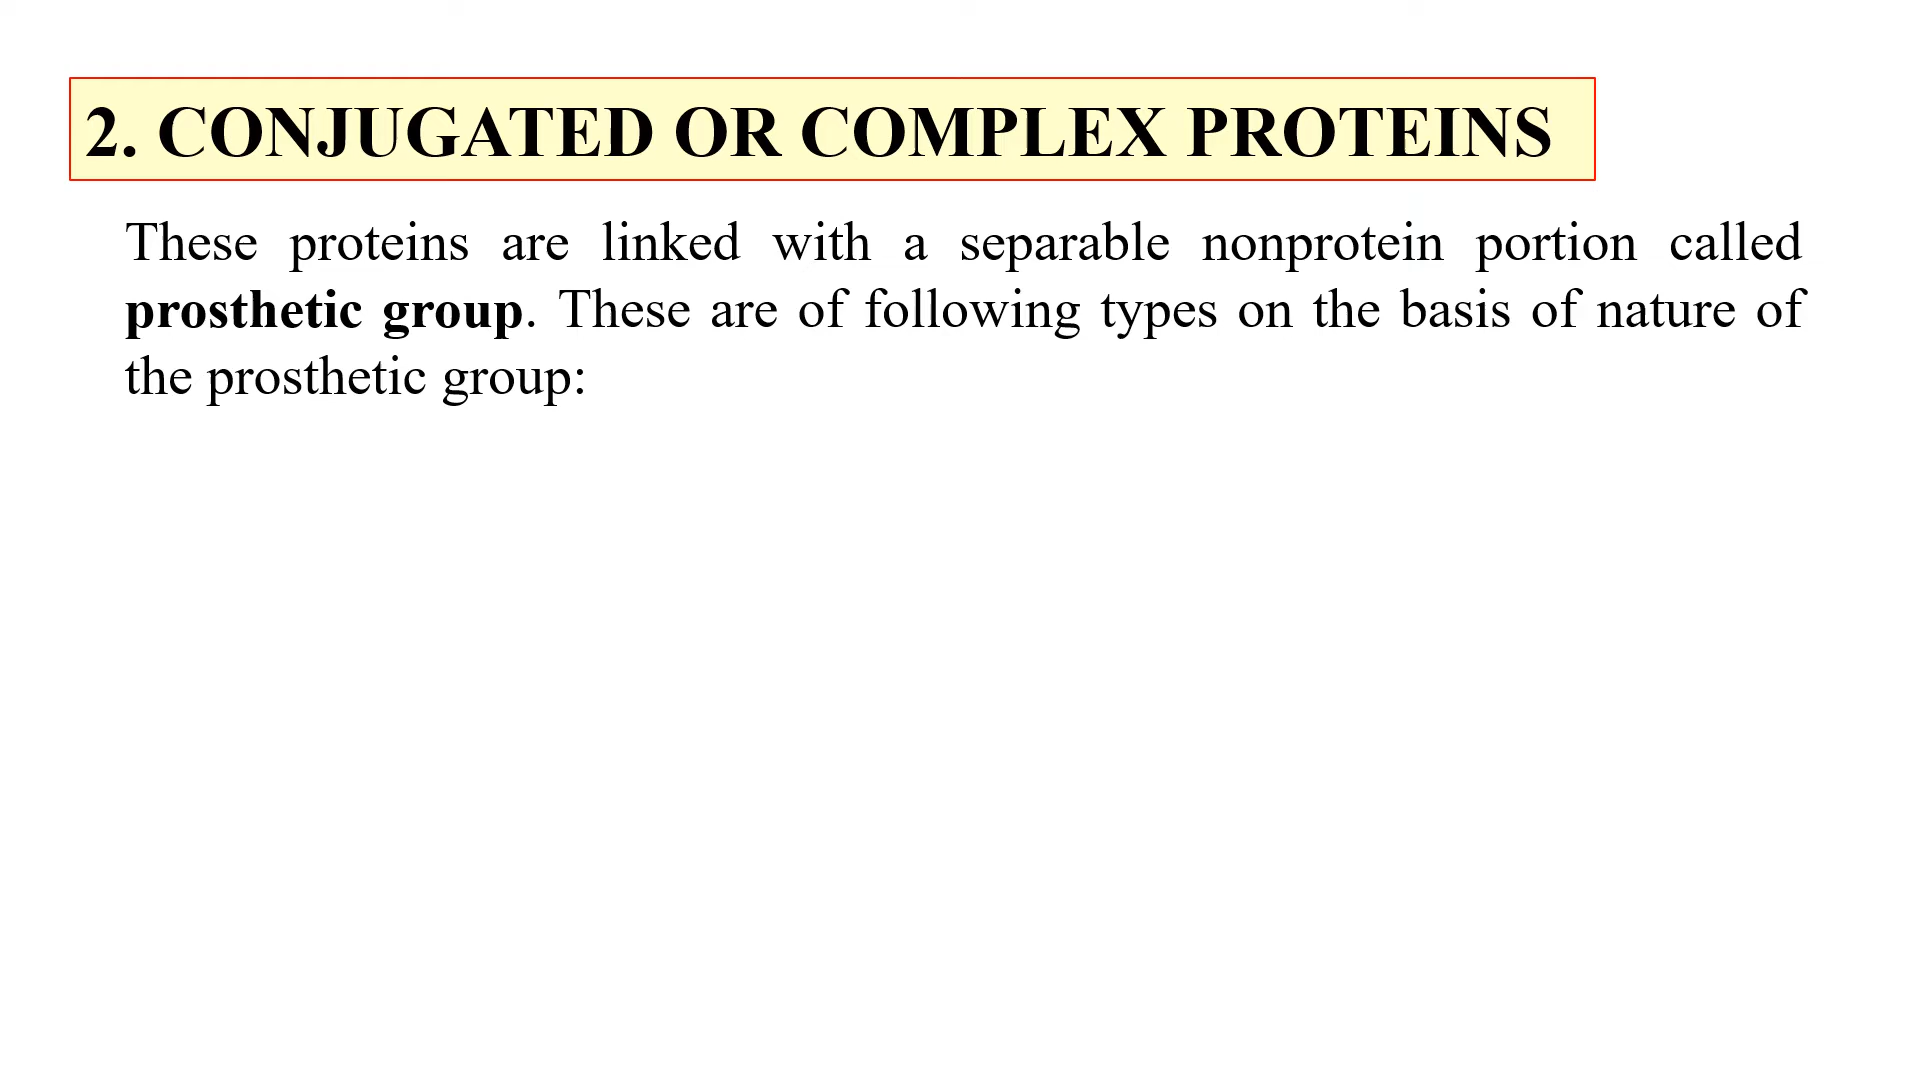 2. CONJUGATED OR COMPLEX PROTEINS
These proteins are linked with a separable nonprotein portion called
prosthetic group. These are of following types on the basis of nature of
the prosthetic group: